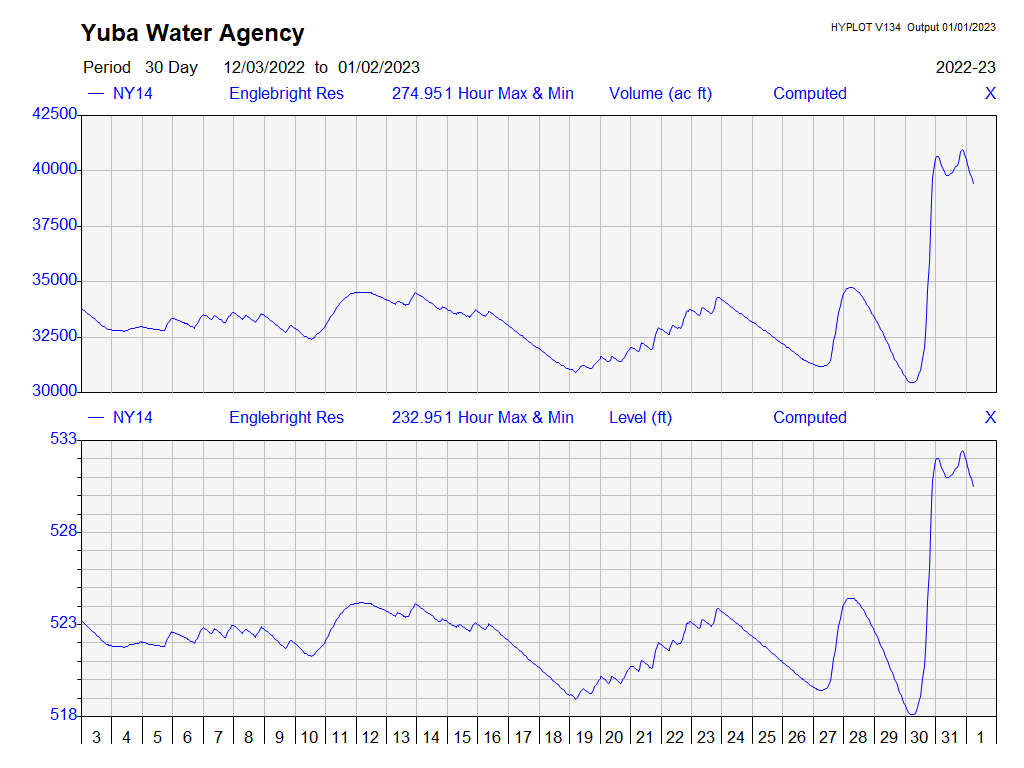 Yuba Water Agency
HYPLOT V134 Output 01/01/2023
Period 30 Day 12/03/2022 to 01/02/2023
2022-23
NY14 Englebright Res 274.951 Hour Max & Min Volume (ac ft) Computed X
42500
40000
37500
35000
32500
30000
NY14 Englebright Res 232.951 Hour Max & Min Level (ft) Computed X
533
528
523
518
3 4 5 6 7 8 9 10 11 12 13 14 15 16 17 18 19 20 21 22 23 24 25 26 27 28 29 30 31 1